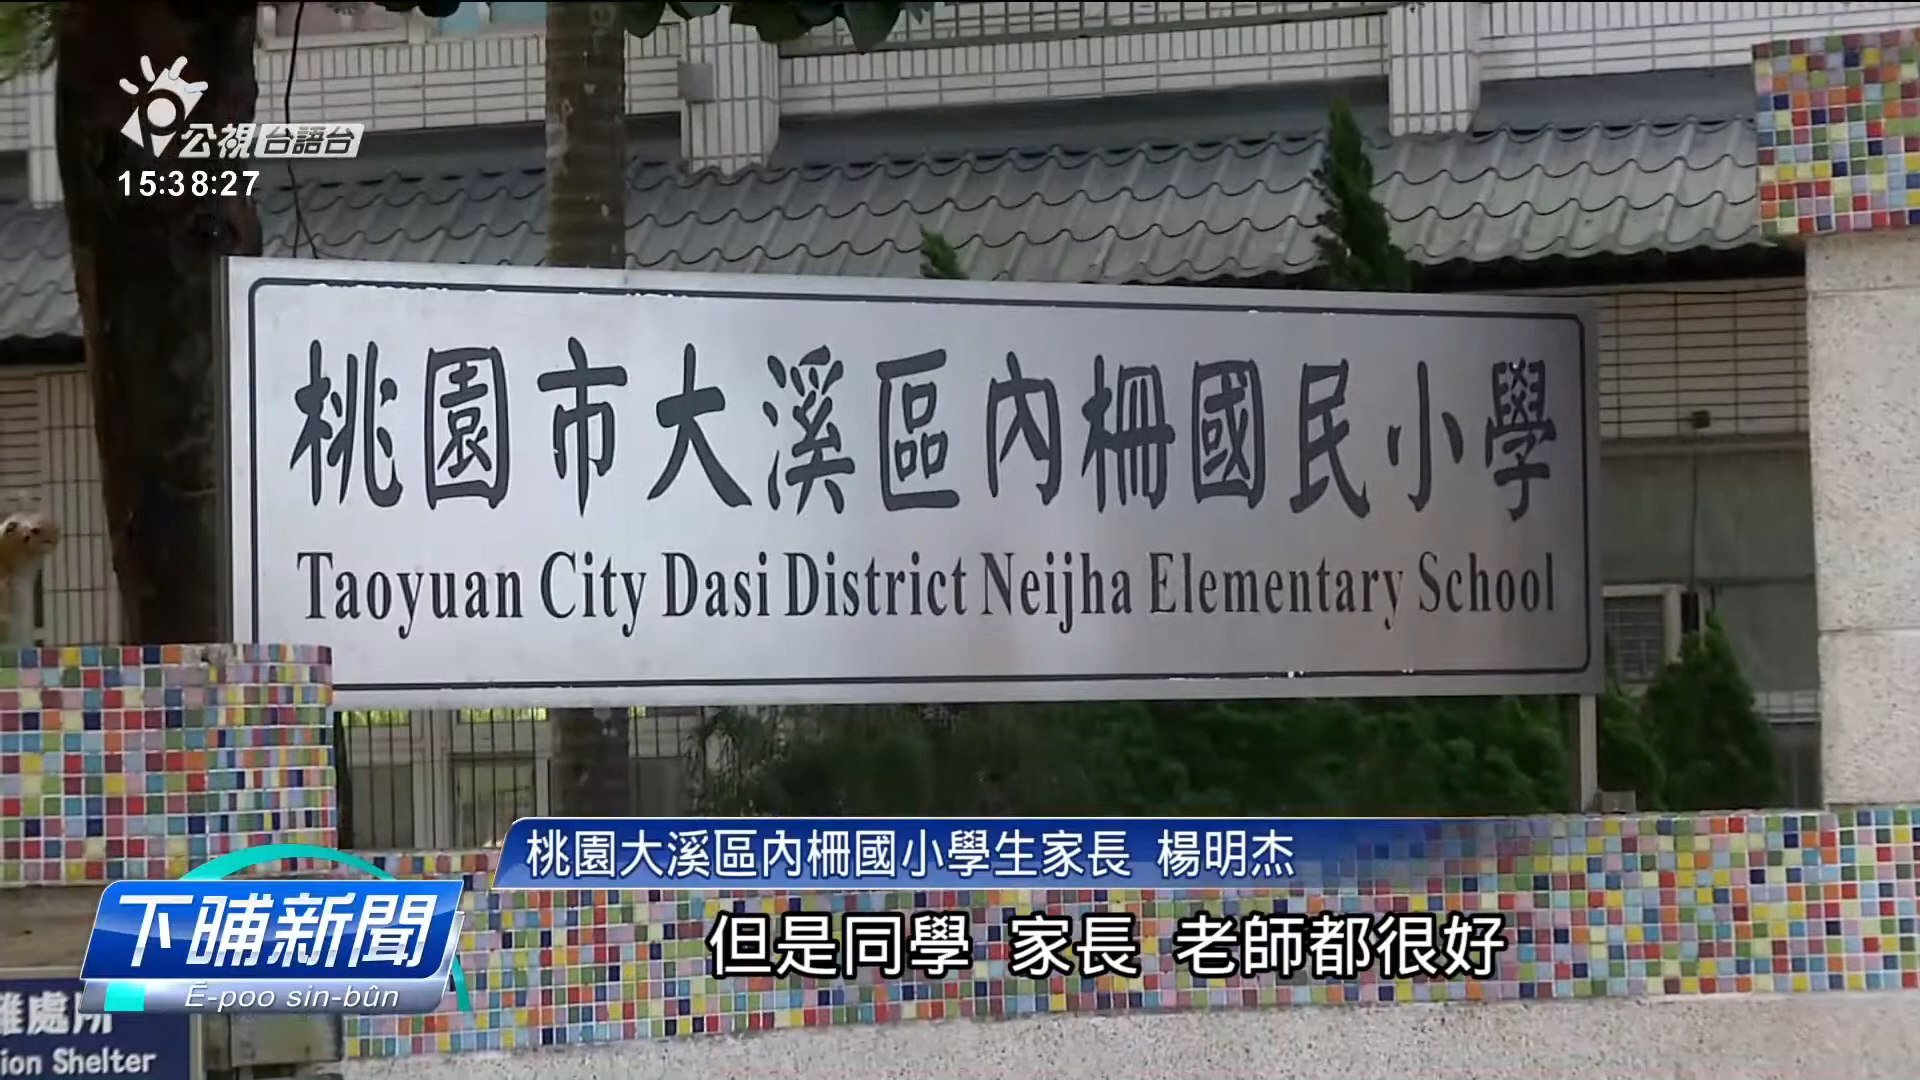 公視台語台
15:38:27
桃園市大溪區內柵國民小學
Taoyuan City Dasi District Neijha Elementary School
桃園大溪區內柵國小學生家長 楊明杰
下晡新聞
Ē-poo sin-bûn
但是同學 家長 老師都很好
難處所
ion Shelter